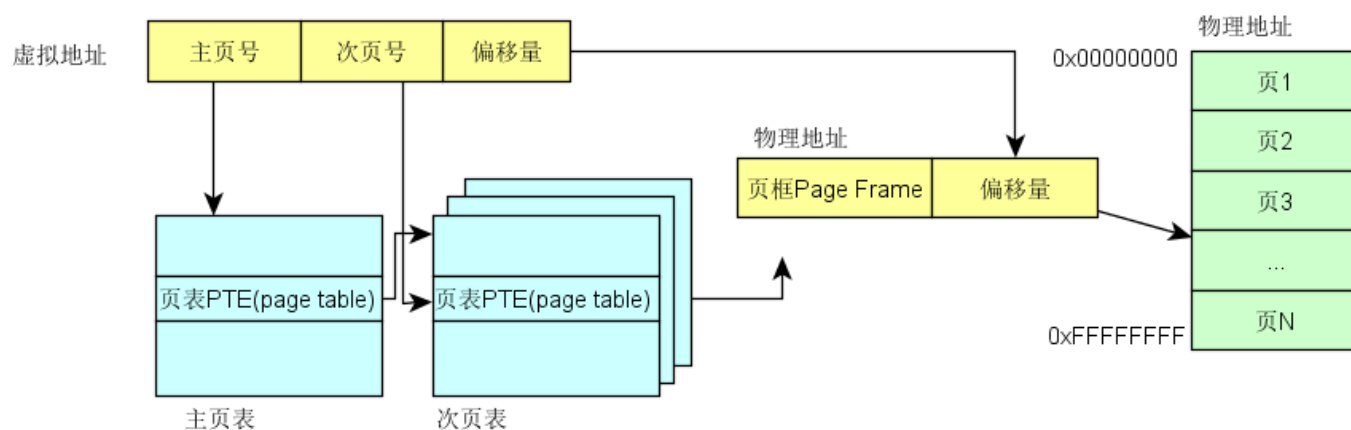 虚拟地址
主页号
次页号
偏移量
物理地址
0x00000000
页1
页2
页3
...
页N
0xFFFFFFFF
物理地址
页框Page Frame
偏移量
页表PTE(page table)
页表PTE(page table)
主页表
次页表